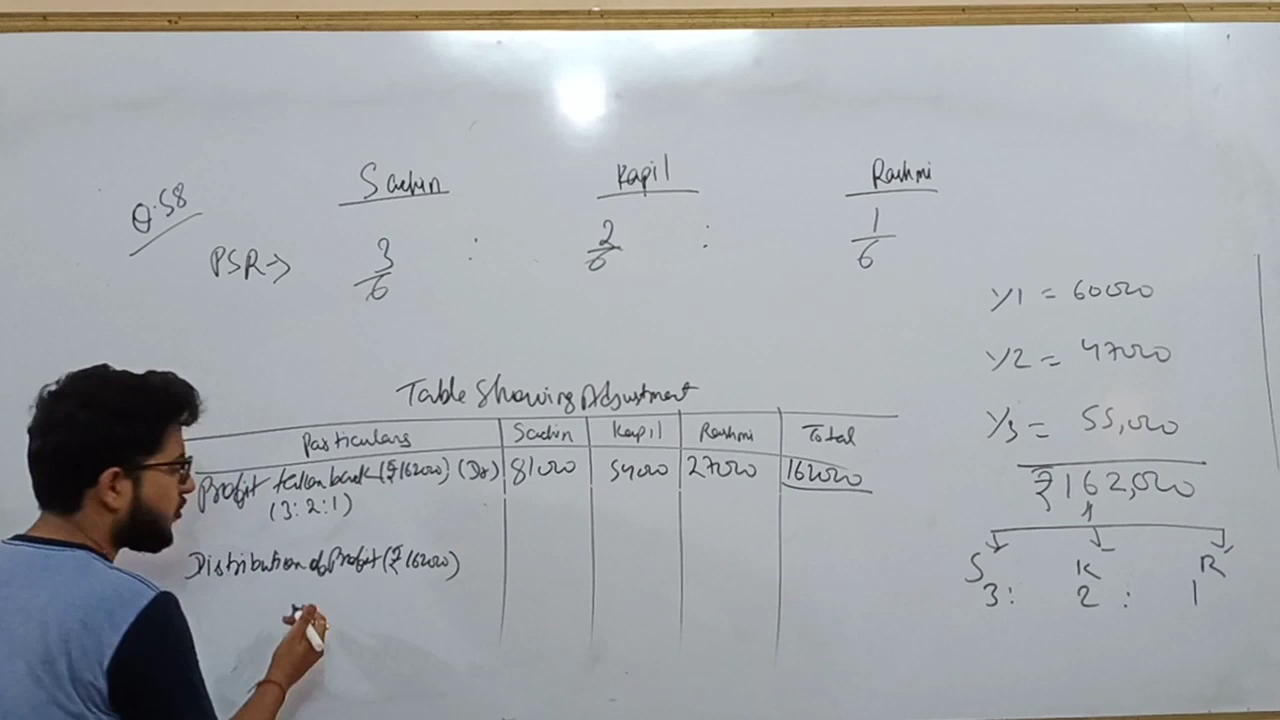 Q.58
Sachin Kapil Rashmi
PSR→ 3/6 : 2/6 : 1/6
Y1 = 60000
Y2 = 47000
Y3 = 55,000
₹162,000
S K R
3: 2 : 1
Table Showing Adjustment
Particulars Sachin Kapil Rashmi Total
Profit taken back (₹162000) (Dr) 81000 54000 27000 162000
(3:2:1)
Distribution of Profit (₹162000)